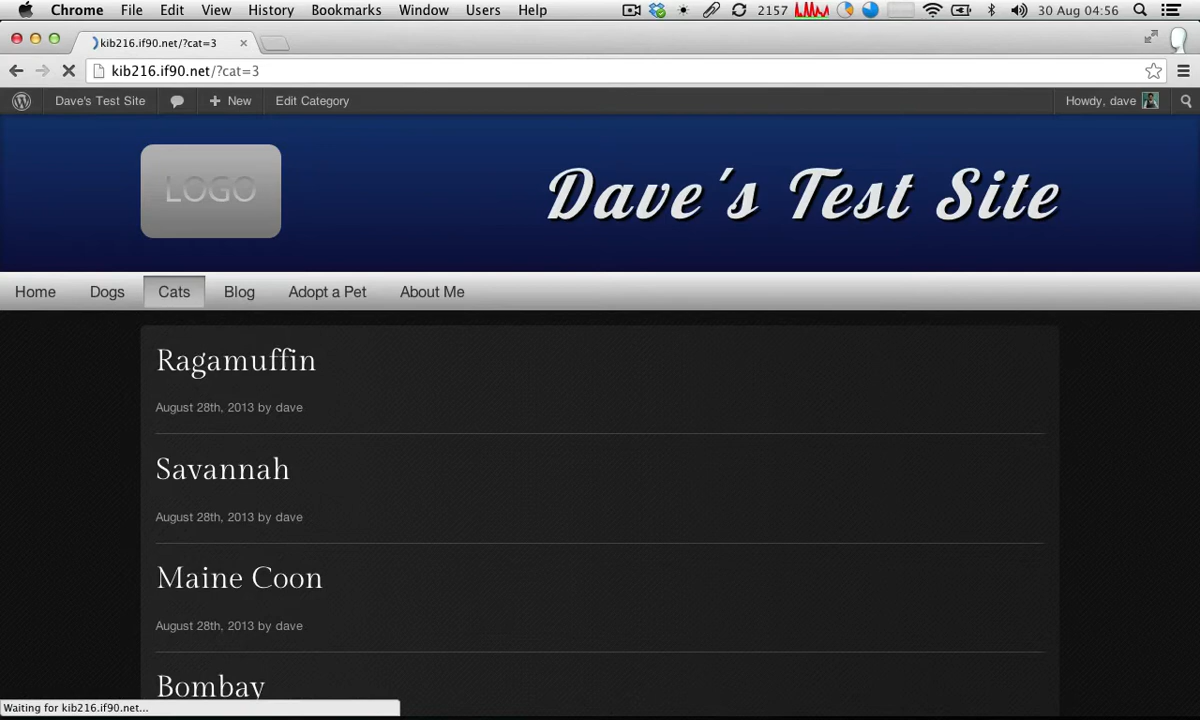 Chrome File Edit View History Bookmarks Window Users Help 2157 30 Aug 04:56
kib216.if90.net/?cat=3
kib216.if90.net/?cat=3
Dave's Test Site New Edit Category Howdy, dave
LOGO
Dave's Test Site
Home Dogs Cats Blog Adopt a Pet About Me
Ragamuffin
August 28th, 2013 by dave
Savannah
August 28th, 2013 by dave
Maine Coon
August 28th, 2013 by dave
Bombay
Waiting for kib216.if90.net...